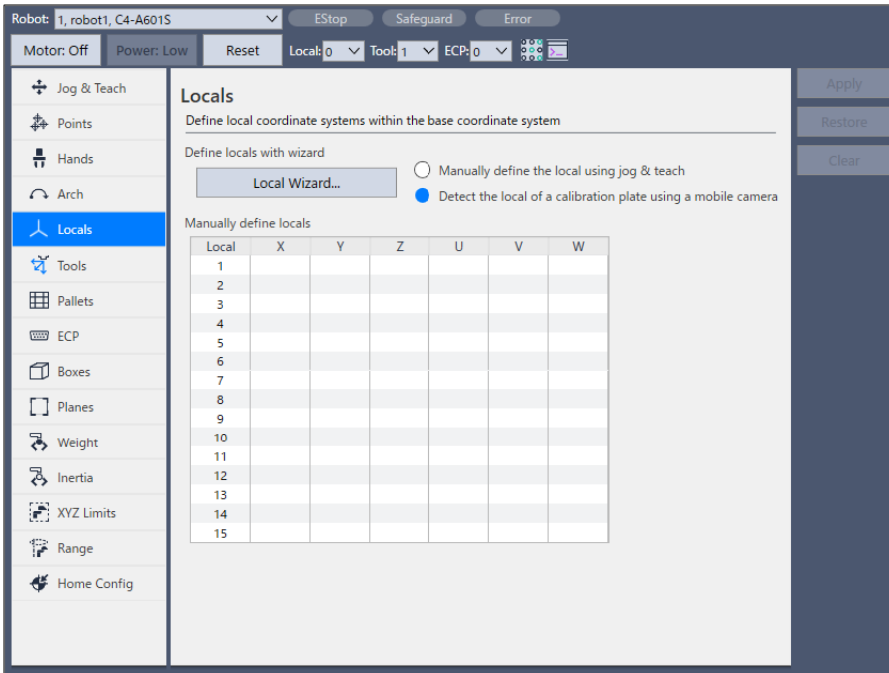 Robot: 1, robot1, C4-A601S EStop Safeguard Error
Motor: Off Power: Low Reset Local: 0 Tool: 1 ECP: 0
Jog & Teach
Points
Hands
Arch
Locals
Tools
Pallets
ECP
Boxes
Planes
Weight
Inertia
XYZ Limits
Range
Home Config
Locals
Define local coordinate systems within the base coordinate system
Define locals with wizard
Local Wizard...
Manually define the local using jog & teach
Detect the local of a calibration plate using a mobile camera
Manually define locals
Local X Y Z U V W
1
2
3
4
5
6
7
8
9
10
11
12
13
14
15
Apply
Restore
Clear